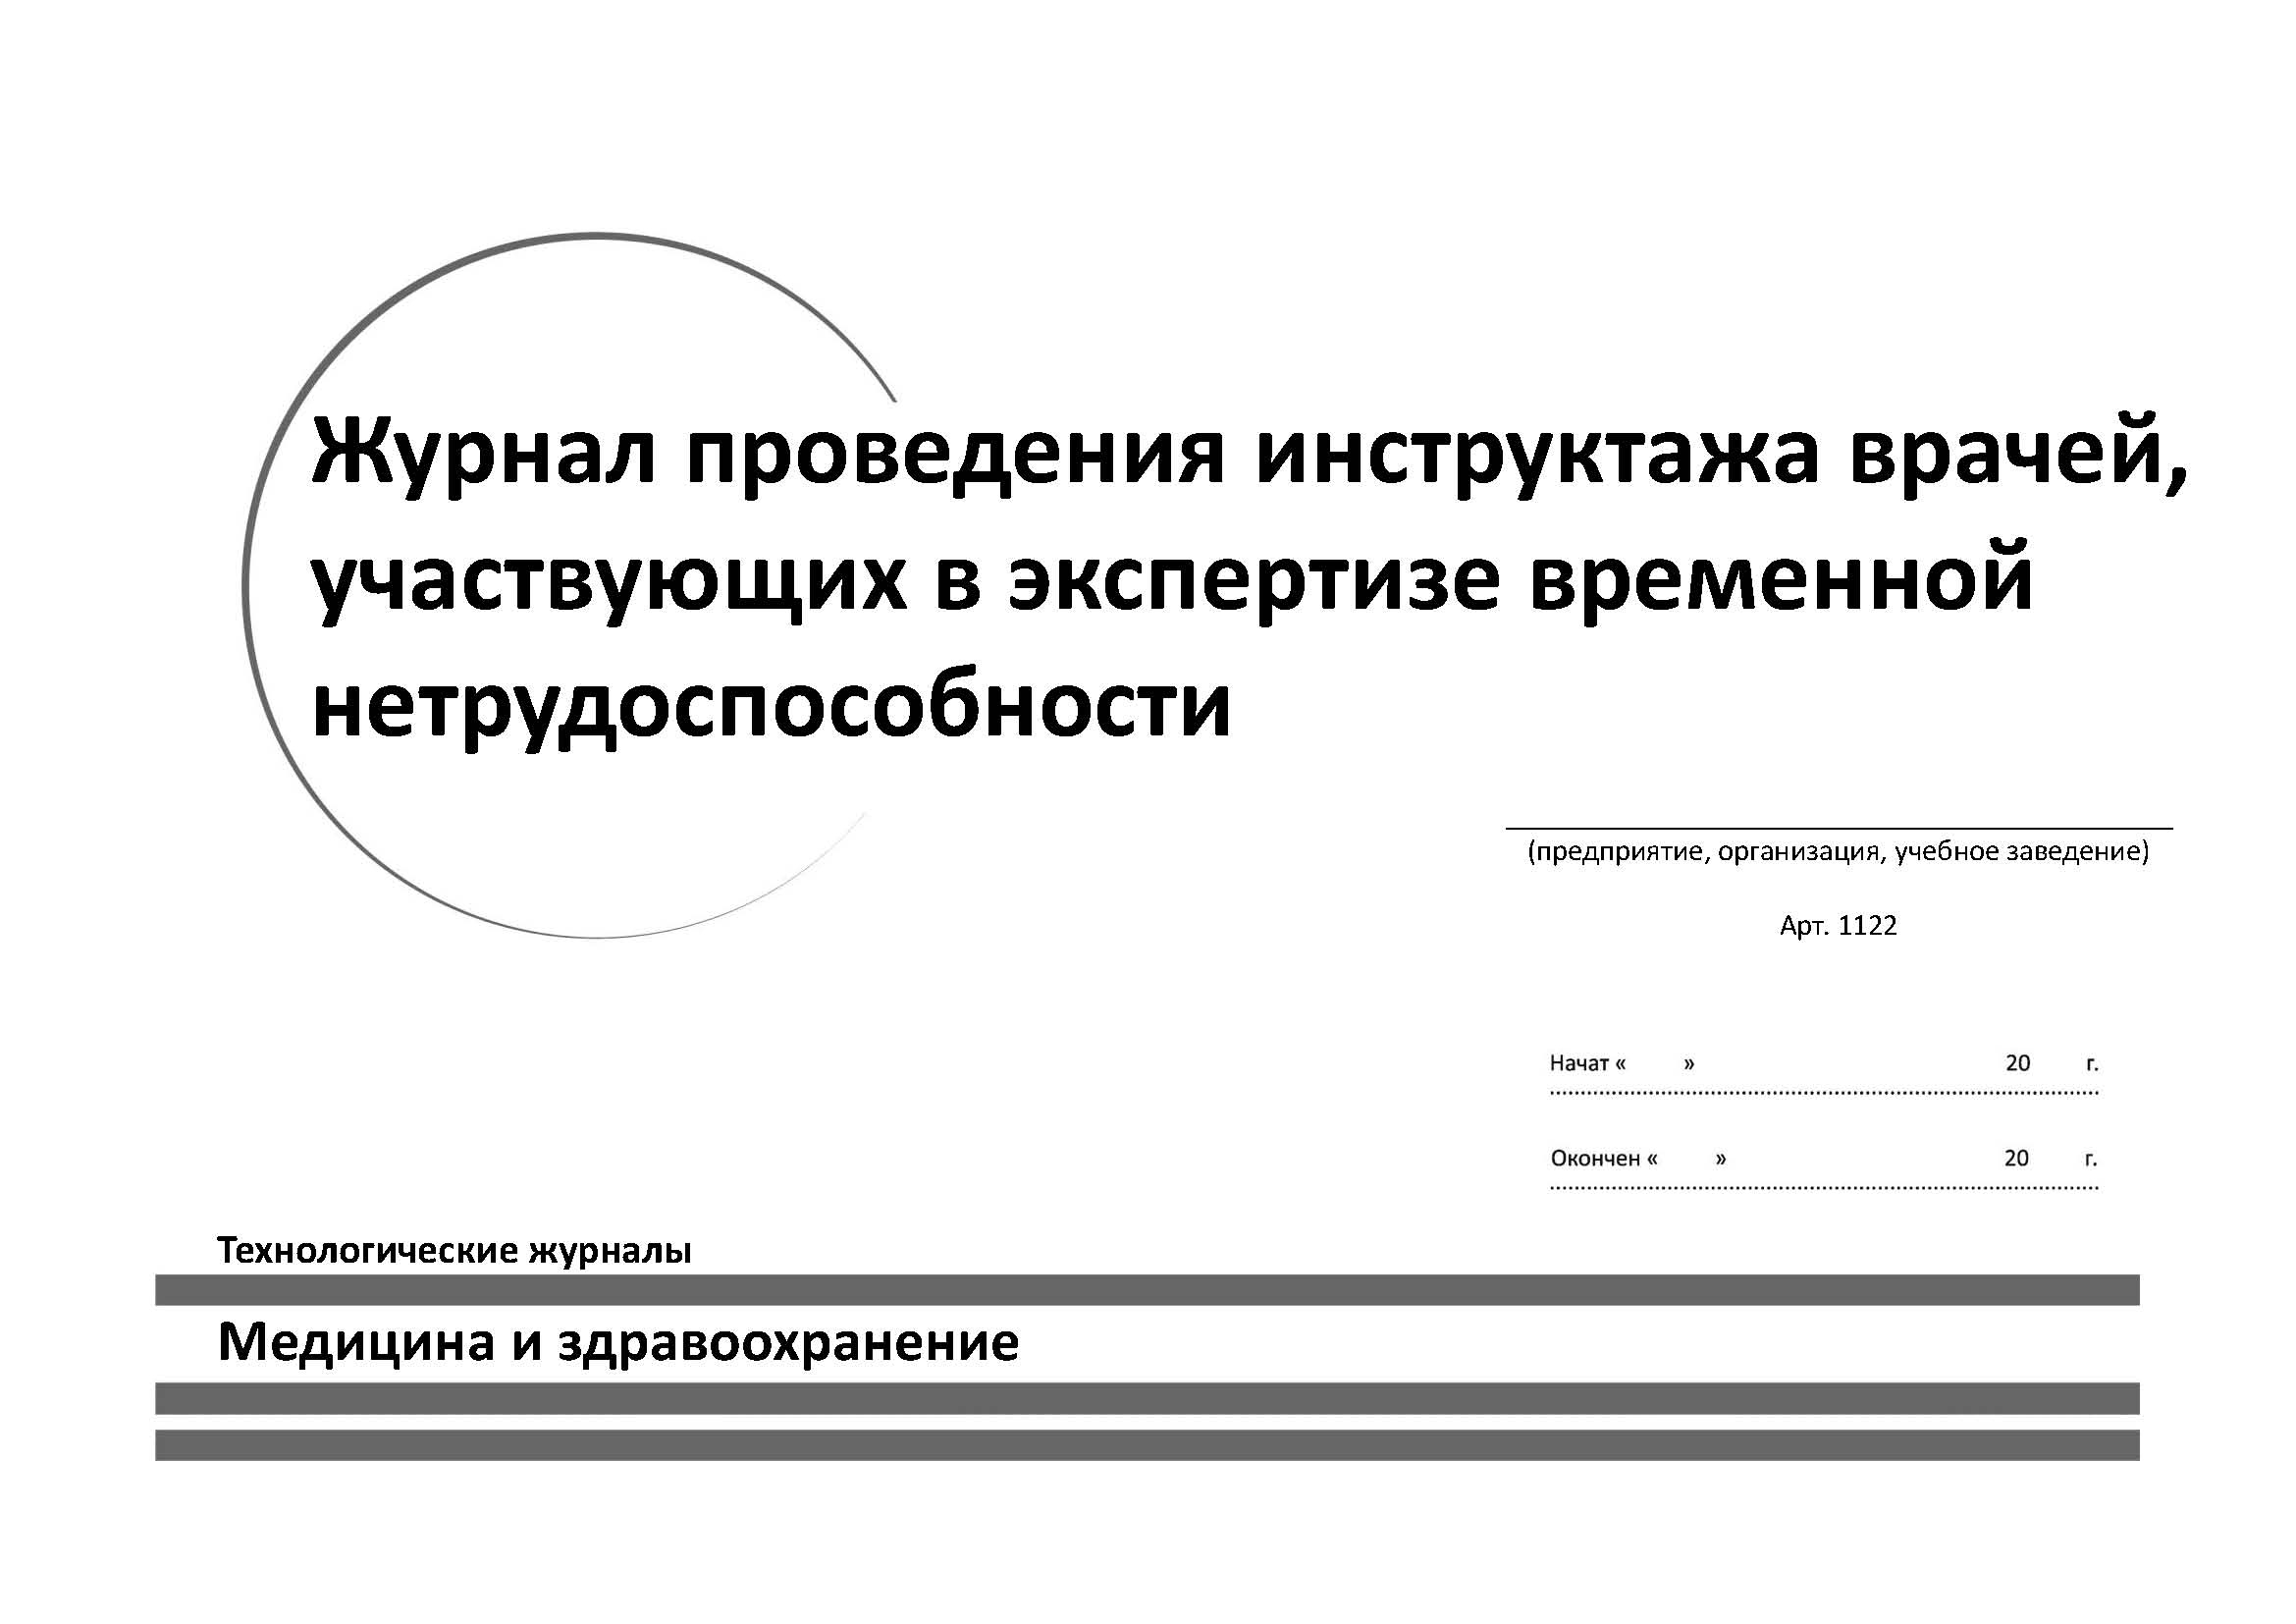 Журнал проведения инструктажа врачей,
участвующих в экспертизе временной
нетрудоспособности
(предприятие, организация, учебное заведение)
Арт. 1122
Начат « » 20 г.
Окончен « » 20 г.
Технологические журналы
Медицина и здравоохранение